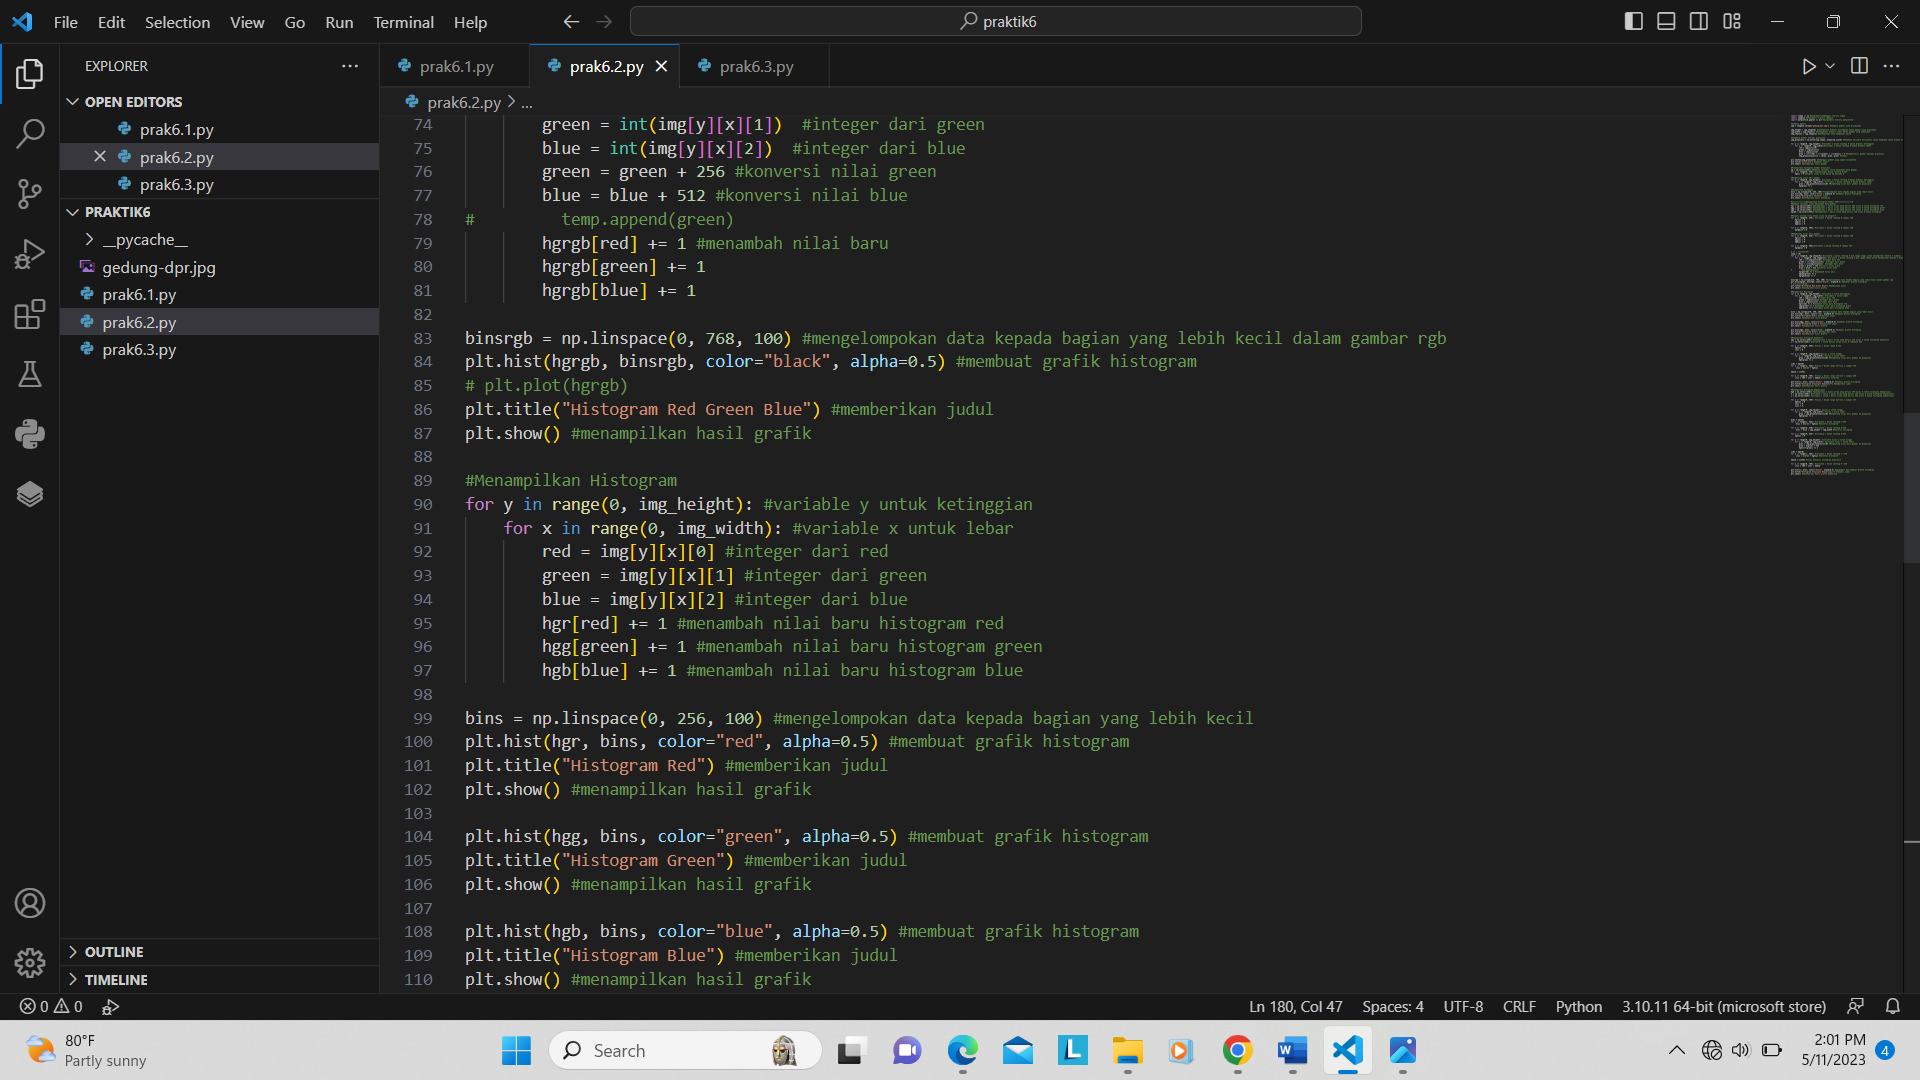 File Edit Selection View Go Run Terminal Help
praktik6
EXPLORER
OPEN EDITORS
prak6.1.py
prak6.2.py
prak6.3.py
PRAKTIK6
__pycache__
gedung-dpr.jpg
prak6.1.py
prak6.2.py
prak6.3.py
OUTLINE
TIMELINE
prak6.1.py prak6.2.py prak6.3.py
prak6.2.py > ...
74 green = int(img[y][x][1])  #integer dari green
75 blue = int(img[y][x][2])  #integer dari blue
76 green = green + 256 #konversi nilai green
77 blue = blue + 512 #konversi nilai blue
78 #         temp.append(green)
79 hgrgb[red] += 1 #menambah nilai baru
80 hgrgb[green] += 1
81 hgrgb[blue] += 1
82
83 binsrgb = np.linspace(0, 768, 100) #mengelompokan data kepada bagian yang lebih kecil dalam gambar rgb
84 plt.hist(hgrgb, binsrgb, color="black", alpha=0.5) #membuat grafik histogram
85 # plt.plot(hgrgb)
86 plt.title("Histogram Red Green Blue") #memberikan judul
87 plt.show() #menampilkan hasil grafik
88
89 #Menampilkan Histogram
90 for y in range(0, img_height): #variable y untuk ketinggian
91 for x in range(0, img_width): #variable x untuk lebar
92 red = img[y][x][0] #integer dari red
93 green = img[y][x][1] #integer dari green
94 blue = img[y][x][2] #integer dari blue
95 hgr[red] += 1 #menambah nilai baru histogram red
96 hgg[green] += 1 #menambah nilai baru histogram green
97 hgb[blue] += 1 #menambah nilai baru histogram blue
98
99 bins = np.linspace(0, 256, 100) #mengelompokan data kepada bagian yang lebih kecil
100 plt.hist(hgr, bins, color="red", alpha=0.5) #membuat grafik histogram
101 plt.title("Histogram Red") #memberikan judul
102 plt.show() #menampilkan hasil grafik
103
104 plt.hist(hgg, bins, color="green", alpha=0.5) #membuat grafik histogram
105 plt.title("Histogram Green") #memberikan judul
106 plt.show() #menampilkan hasil grafik
107
108 plt.hist(hgb, bins, color="blue", alpha=0.5) #membuat grafik histogram
109 plt.title("Histogram Blue") #memberikan judul
110 plt.show() #menampilkan hasil grafik
0 0 Ln 180, Col 47 Spaces: 4 UTF-8 CRLF Python 3.10.11 64-bit (microsoft store)
80°F
Partly sunny
Search
2:01 PM
5/11/2023
4